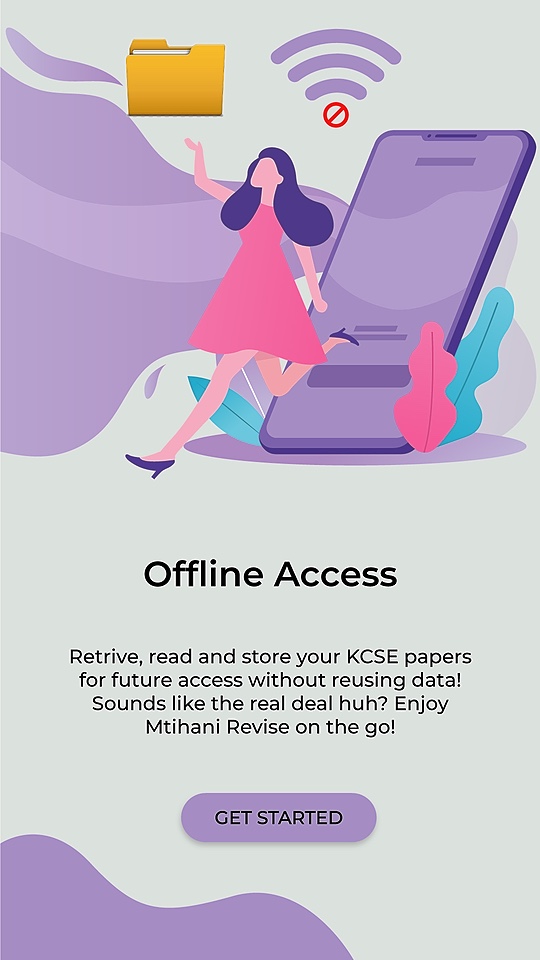 Offline Access
Retrive, read and store your KCSE papers
for future access without reusing data!
Sounds like the real deal huh? Enjoy
Mtihani Revise on the go!
GET STARTED